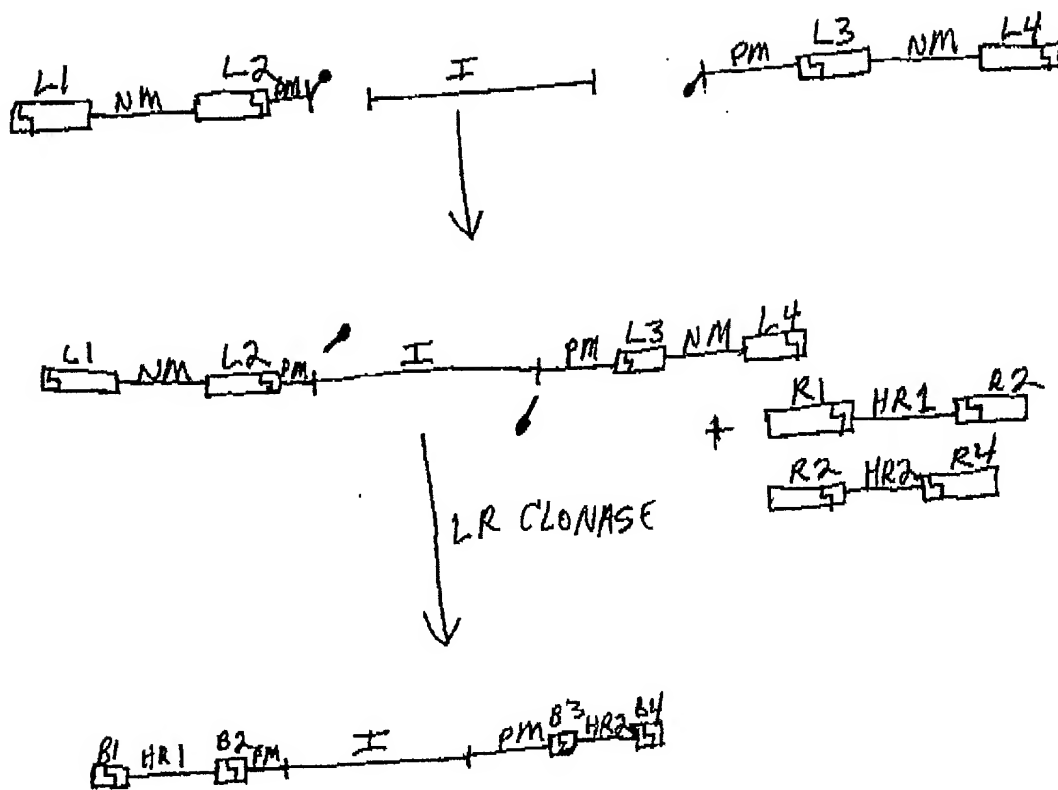 L1 NM L2 PM I PM L3 NM L4
L1 NM L2 PM I PM L3 NM L4
+ R1 HR1 R2
R2 HR2 R4
LR CLONASE
B1 HR1 B2 PM I PM B3 HR2 B4